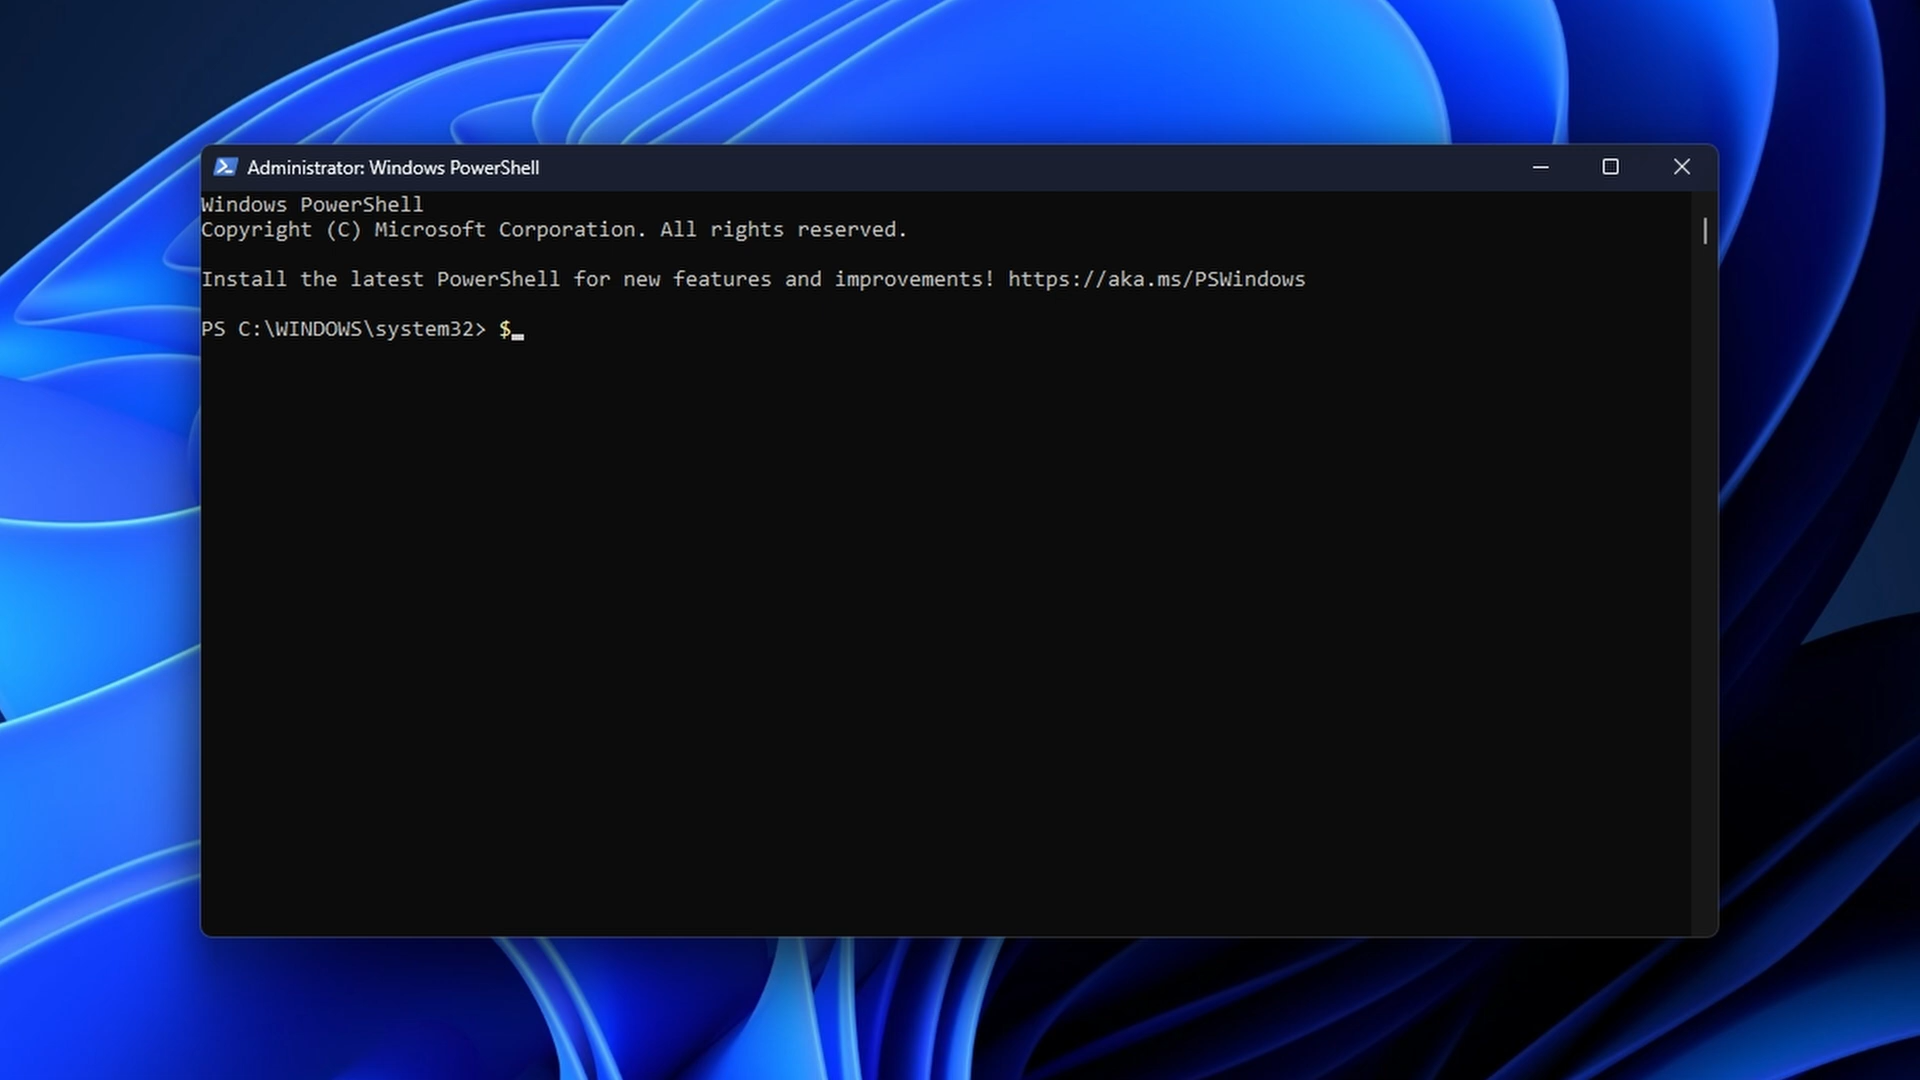 Administrator: Windows PowerShell
Windows PowerShell
Copyright (C) Microsoft Corporation. All rights reserved.
Install the latest PowerShell for new features and improvements! https://aka.ms/PSWindows
PS C:\WINDOWS\system32> $